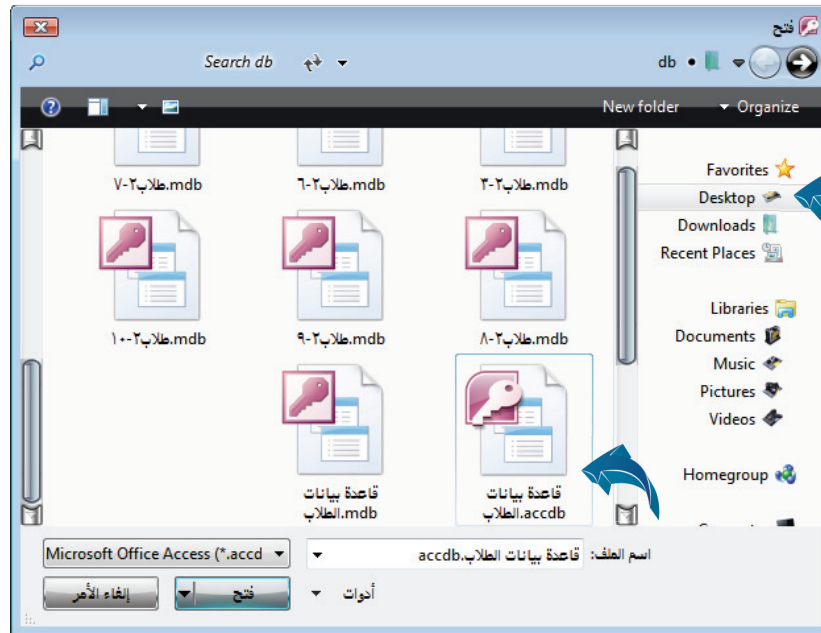 فتح
db
Search db
Organize
New folder
Favorites
Desktop
Downloads
Recent Places
Libraries
Documents
Music
Pictures
Videos
Homegroup
طلاب٢-٣.mdb
طلاب٢-٦.mdb
طلاب٢-٧.mdb
طلاب٢-٨.mdb
طلاب٢-٩.mdb
طلاب٢-١٠.mdb
قاعدة بيانات
الطلاب.accdb
قاعدة بيانات
الطلاب.mdb
اسم الملف: قاعدة بيانات الطلاب.accdb
Microsoft Office Access (*.accd
أدوات
فتح
إلغاء الأمر